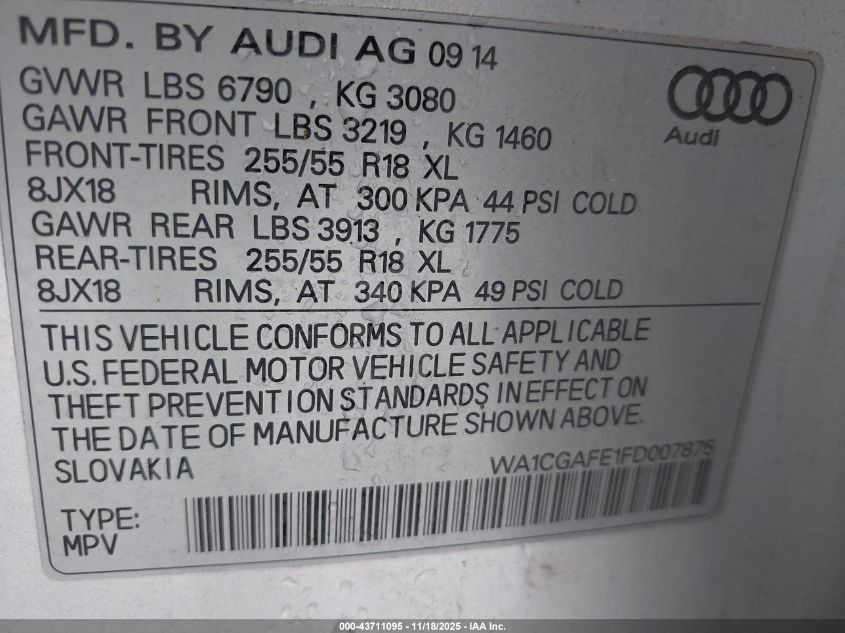 MFD. BY AUDI AG 09 14
GVWR LBS 6790 , KG 3080
GAWR FRONT LBS 3219 , KG 1460
FRONT-TIRES 255/55 R18 XL
8JX18 RIMS, AT 300 KPA 44 PSI COLD
GAWR REAR LBS 3913 , KG 1775
REAR-TIRES 255/55 R18 XL
8JX18 RIMS, AT 340 KPA 49 PSI COLD
Audi
THIS VEHICLE CONFORMS TO ALL APPLICABLE
U.S. FEDERAL MOTOR VEHICLE SAFETY AND
THEFT PREVENTION STANDARDS IN EFFECT ON
THE DATE OF MANUFACTURE SHOWN ABOVE.
SLOVAKIA WA1CGAFE1FD007875
TYPE:
MPV
000-43711095 - 11/18/2025 - IAA Inc.